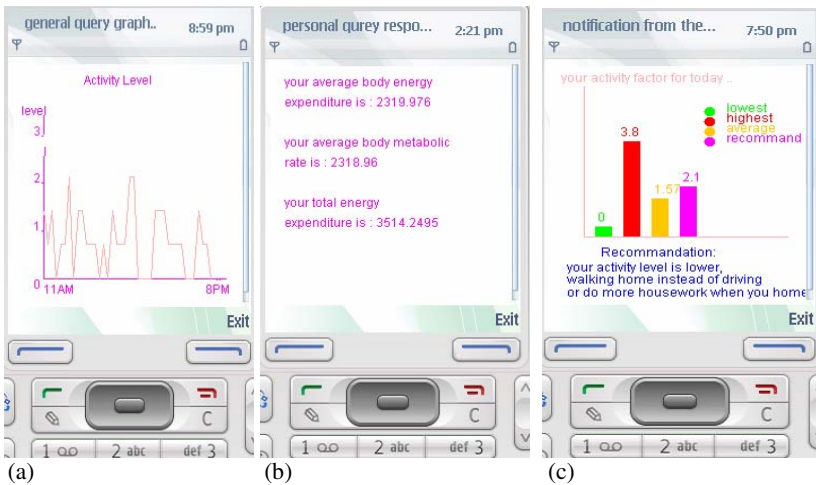 general query graph..
8:59 pm
Activity Level
level
3
2
1
0
11AM
8PM
Exit
C
1
2 abc
def 3
(a)
personal qurey respo...
2:21 pm
your average body energy
expenditure is : 2319.976
your average body metabolic
rate is : 2318.96
your total energy
expenditure is : 3514.2495
Exit
C
1
2 abc
def 3
(b)
notification from the...
7:50 pm
your activity factor for today ..
lowest
highest
average
recommand
0
3.8
1.57
2.1
Recommandation:
your activity level is lower,
walking home instead of driving
or do more housework when you home
Exit
C
1
2 abc
def 3
(c)